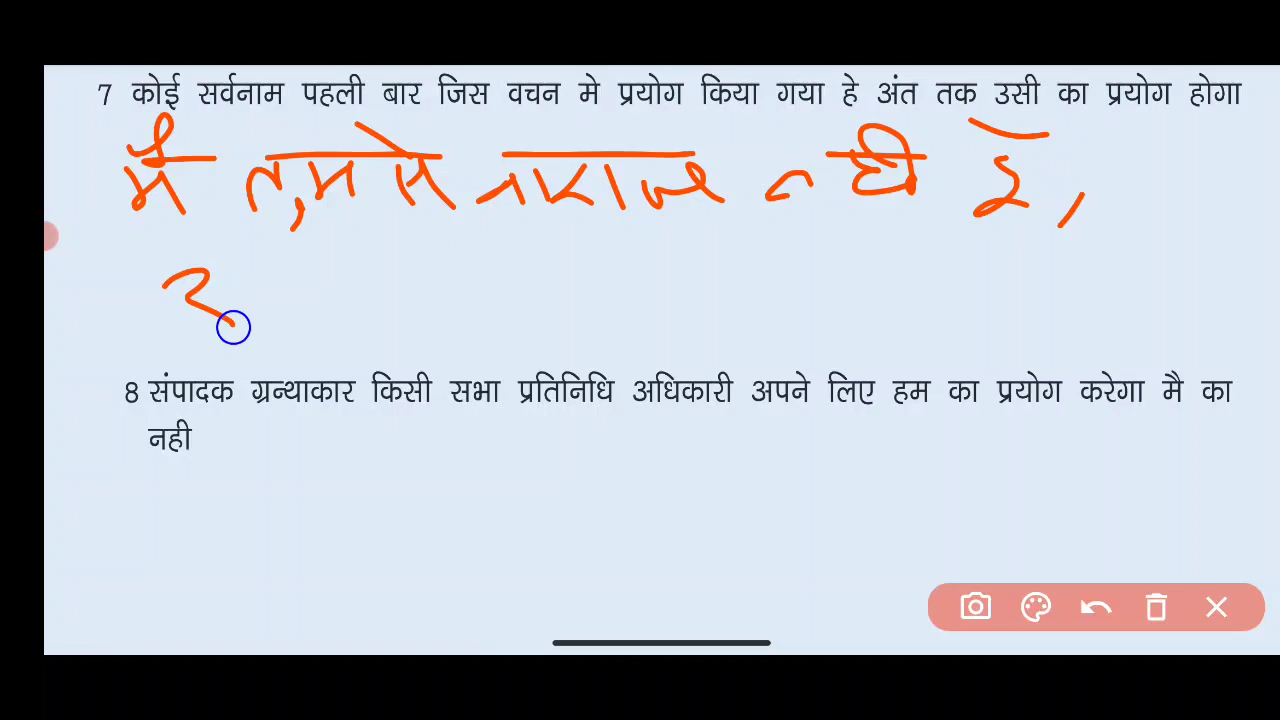 7 कोई सर्वनाम पहली बार जिस वचन मे प्रयोग किया गया हे अंत तक उसी का प्रयोग होगा
मै तुमसे नाराज नही हे,
8 संपादक ग्रन्थाकार किसी सभा प्रतिनिधि अधिकारी अपने लिए हम का प्रयोग करेगा मै का
नही